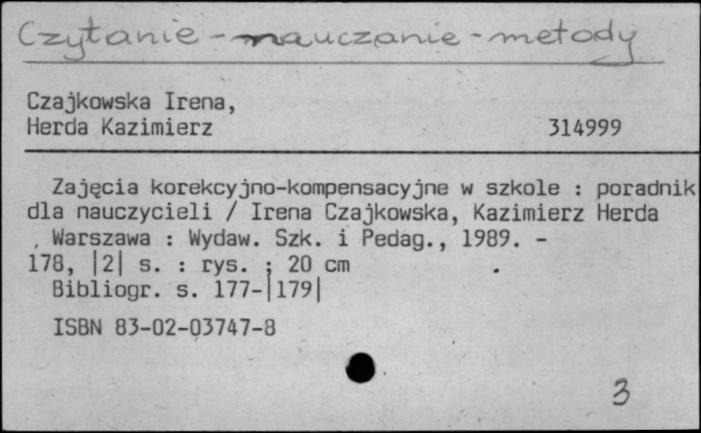 Czytanie - nauczanie - metody
Czajkowska Irena,
Herda Kazimierz 314999
Zajęcia korekcyjno-kompensacyjne w szkole : poradnik
dla nauczycieli / Irena Czajkowska, Kazimierz Herda
. Warszawa : Wydaw. Szk. i Pedag., 1989. -
178, |2| s. : rys. ; 20 cm
Bibliogr. s. 177-|179|
ISBN 83-02-03747-8
3